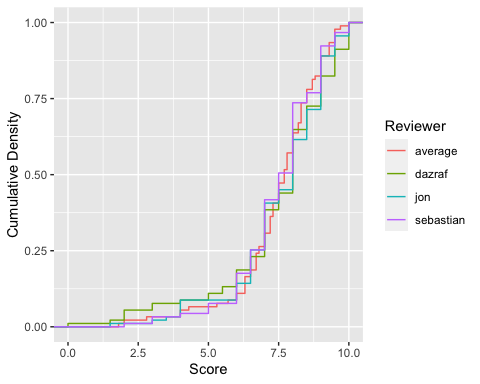 1.00
0.75
0.50
0.25
0.00
Cumulative Density
0.0 2.5 5.0 7.5 10.0
Score
Reviewer
average
dazraf
jon
sebastian